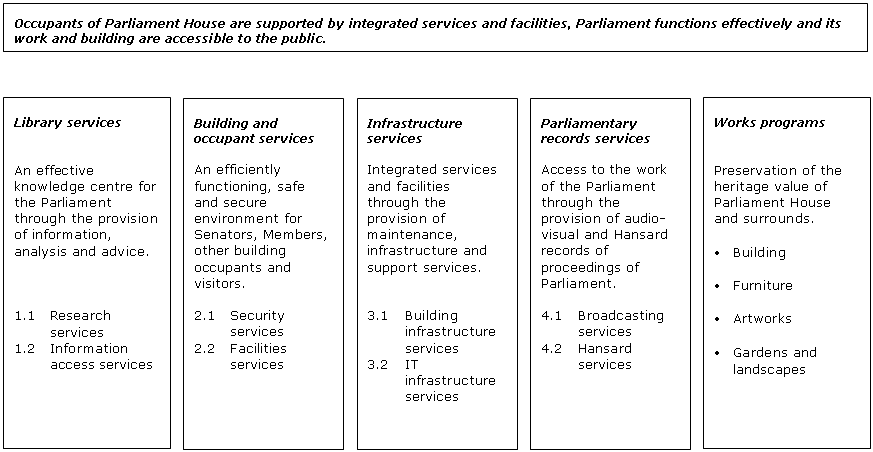 Occupants of Parliament House are supported by integrated services and facilities, Parliament functions effectively and its
work and building are accessible to the public.
Library services
An effective
knowledge centre for
the Parliament
through the provision
of information,
analysis and advice.
1.1 Research
services
1.2 Information
access services
Building and
occupant services
An efficiently
functioning, safe
and secure
environment for
Senators, Members,
other building
occupants and
visitors.
2.1 Security
services
2.2 Facilities
services
Infrastructure
services
Integrated services
and facilities
through the
provision of
maintenance,
infrastructure and
support services.
3.1 Building
infrastructure
services
3.2 IT
infrastructure
services
Parliamentary
records services
Access to the work
of the Parliament
through the
provision of audio-
visual and Hansard
records of
proceedings of
Parliament.
4.1 Broadcasting
services
4.2 Hansard
services
Works programs
Preservation of the
heritage value of
Parliament House
and surrounds.
• Building
• Furniture
• Artworks
• Gardens and
landscapes